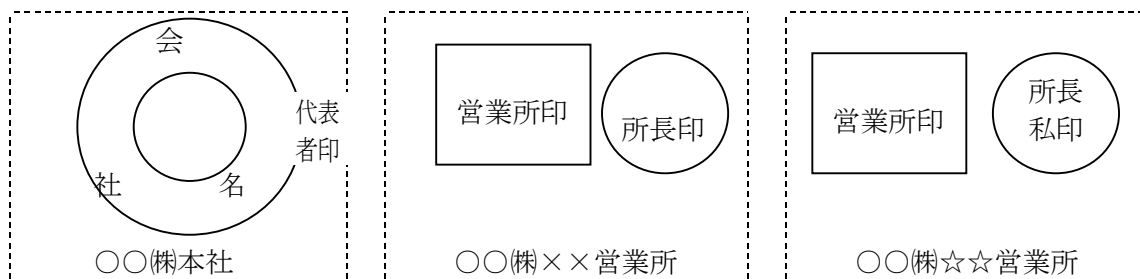 会
社
名
代表
者印
○○㈱本社
営業所印
所長印
○○㈱××営業所
営業所印
所長
私印
○○㈱☆☆営業所